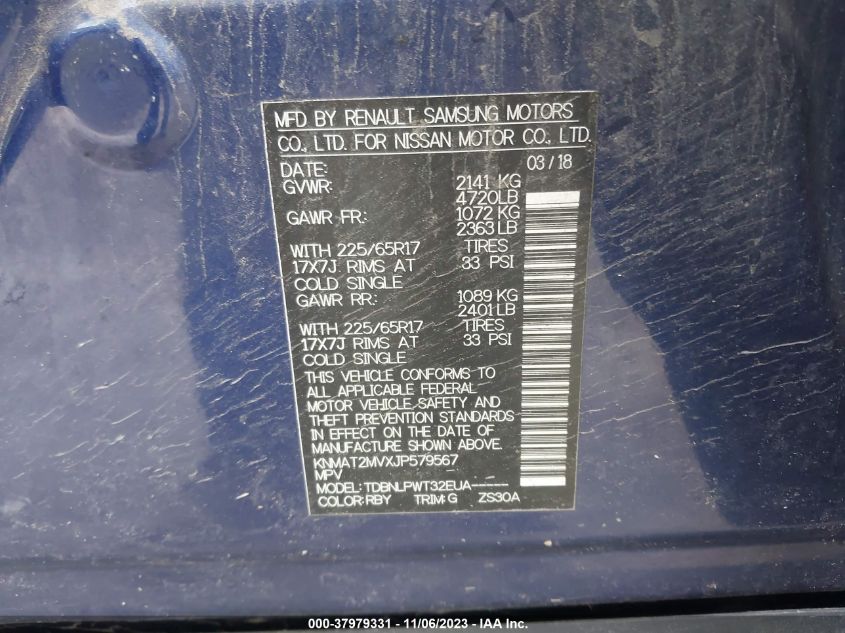 MFD BY RENAULT SAMSUNG MOTORS
CO., LTD. FOR NISSAN MOTOR CO., LTD.
DATE: 03/18
GVWR: 2141 KG
4720LB
GAWR FR.: 1072 KG
2363 LB
WITH 225/65R17 TIRES
17X7J RIMS AT 33 PSI
COLD SINGLE
GAWR RR.: 1089 KG
2401 LB
WITH 225/65R17 TIRES
17X7J RIMS AT 33 PSI
COLD SINGLE
THIS VEHICLE CONFORMS TO
ALL APPLICABLE FEDERAL
MOTOR VEHICLE SAFETY AND
THEFT PREVENTION STANDARDS
IN EFFECT ON THE DATE OF
MANUFACTURE SHOWN ABOVE.
KNMAT2MVXJP579567
MPV
MODEL: TDBNLPWT32EUA-----
COLOR: RBY TRIM: G ZS30A
000-37979331 - 11/06/2023 - IAA Inc.